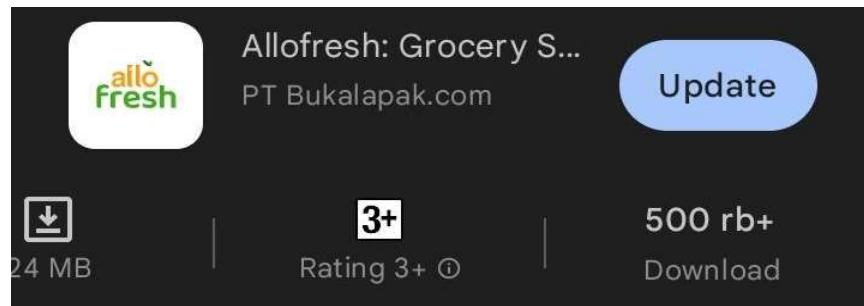 allo
fresh
Allofresh: Grocery S...
PT Bukalapak.com
Update
24 MB
3+
Rating 3+
500 rb+
Download